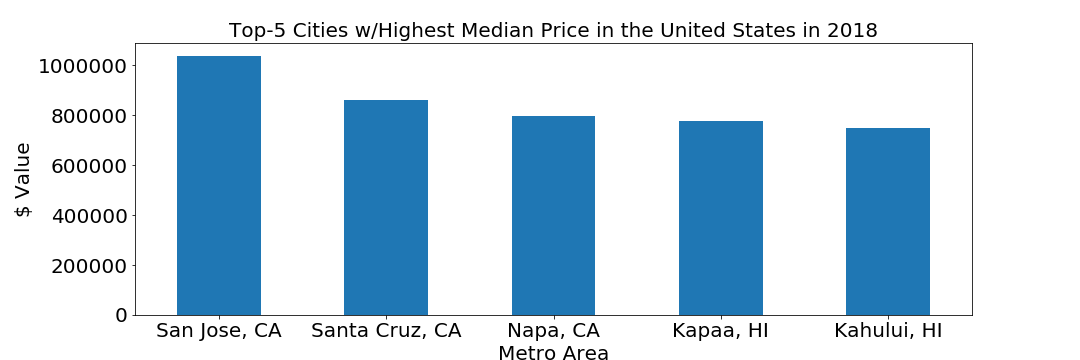 Top-5 Cities w/Highest Median Price in the United States in 2018
$ Value
1000000
800000
600000
400000
200000
0
San Jose, CA
Santa Cruz, CA
Napa, CA
Kapaa, HI
Kahului, HI
Metro Area